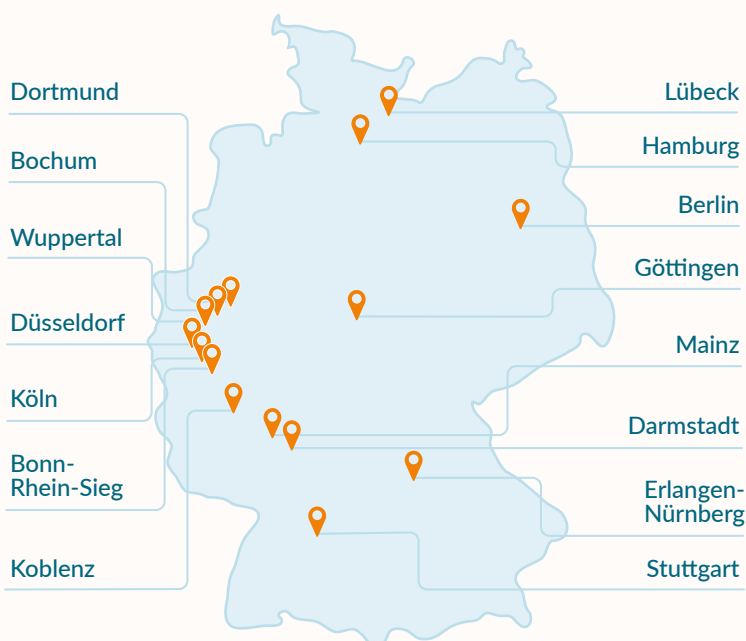 Dortmund
Bochum
Wuppertal
Düsseldorf
Köln
Bonn-
Rhein-Sieg
Koblenz
Lübeck
Hamburg
Berlin
Göttingen
Mainz
Darmstadt
Erlangen-
Nürnberg
Stuttgart